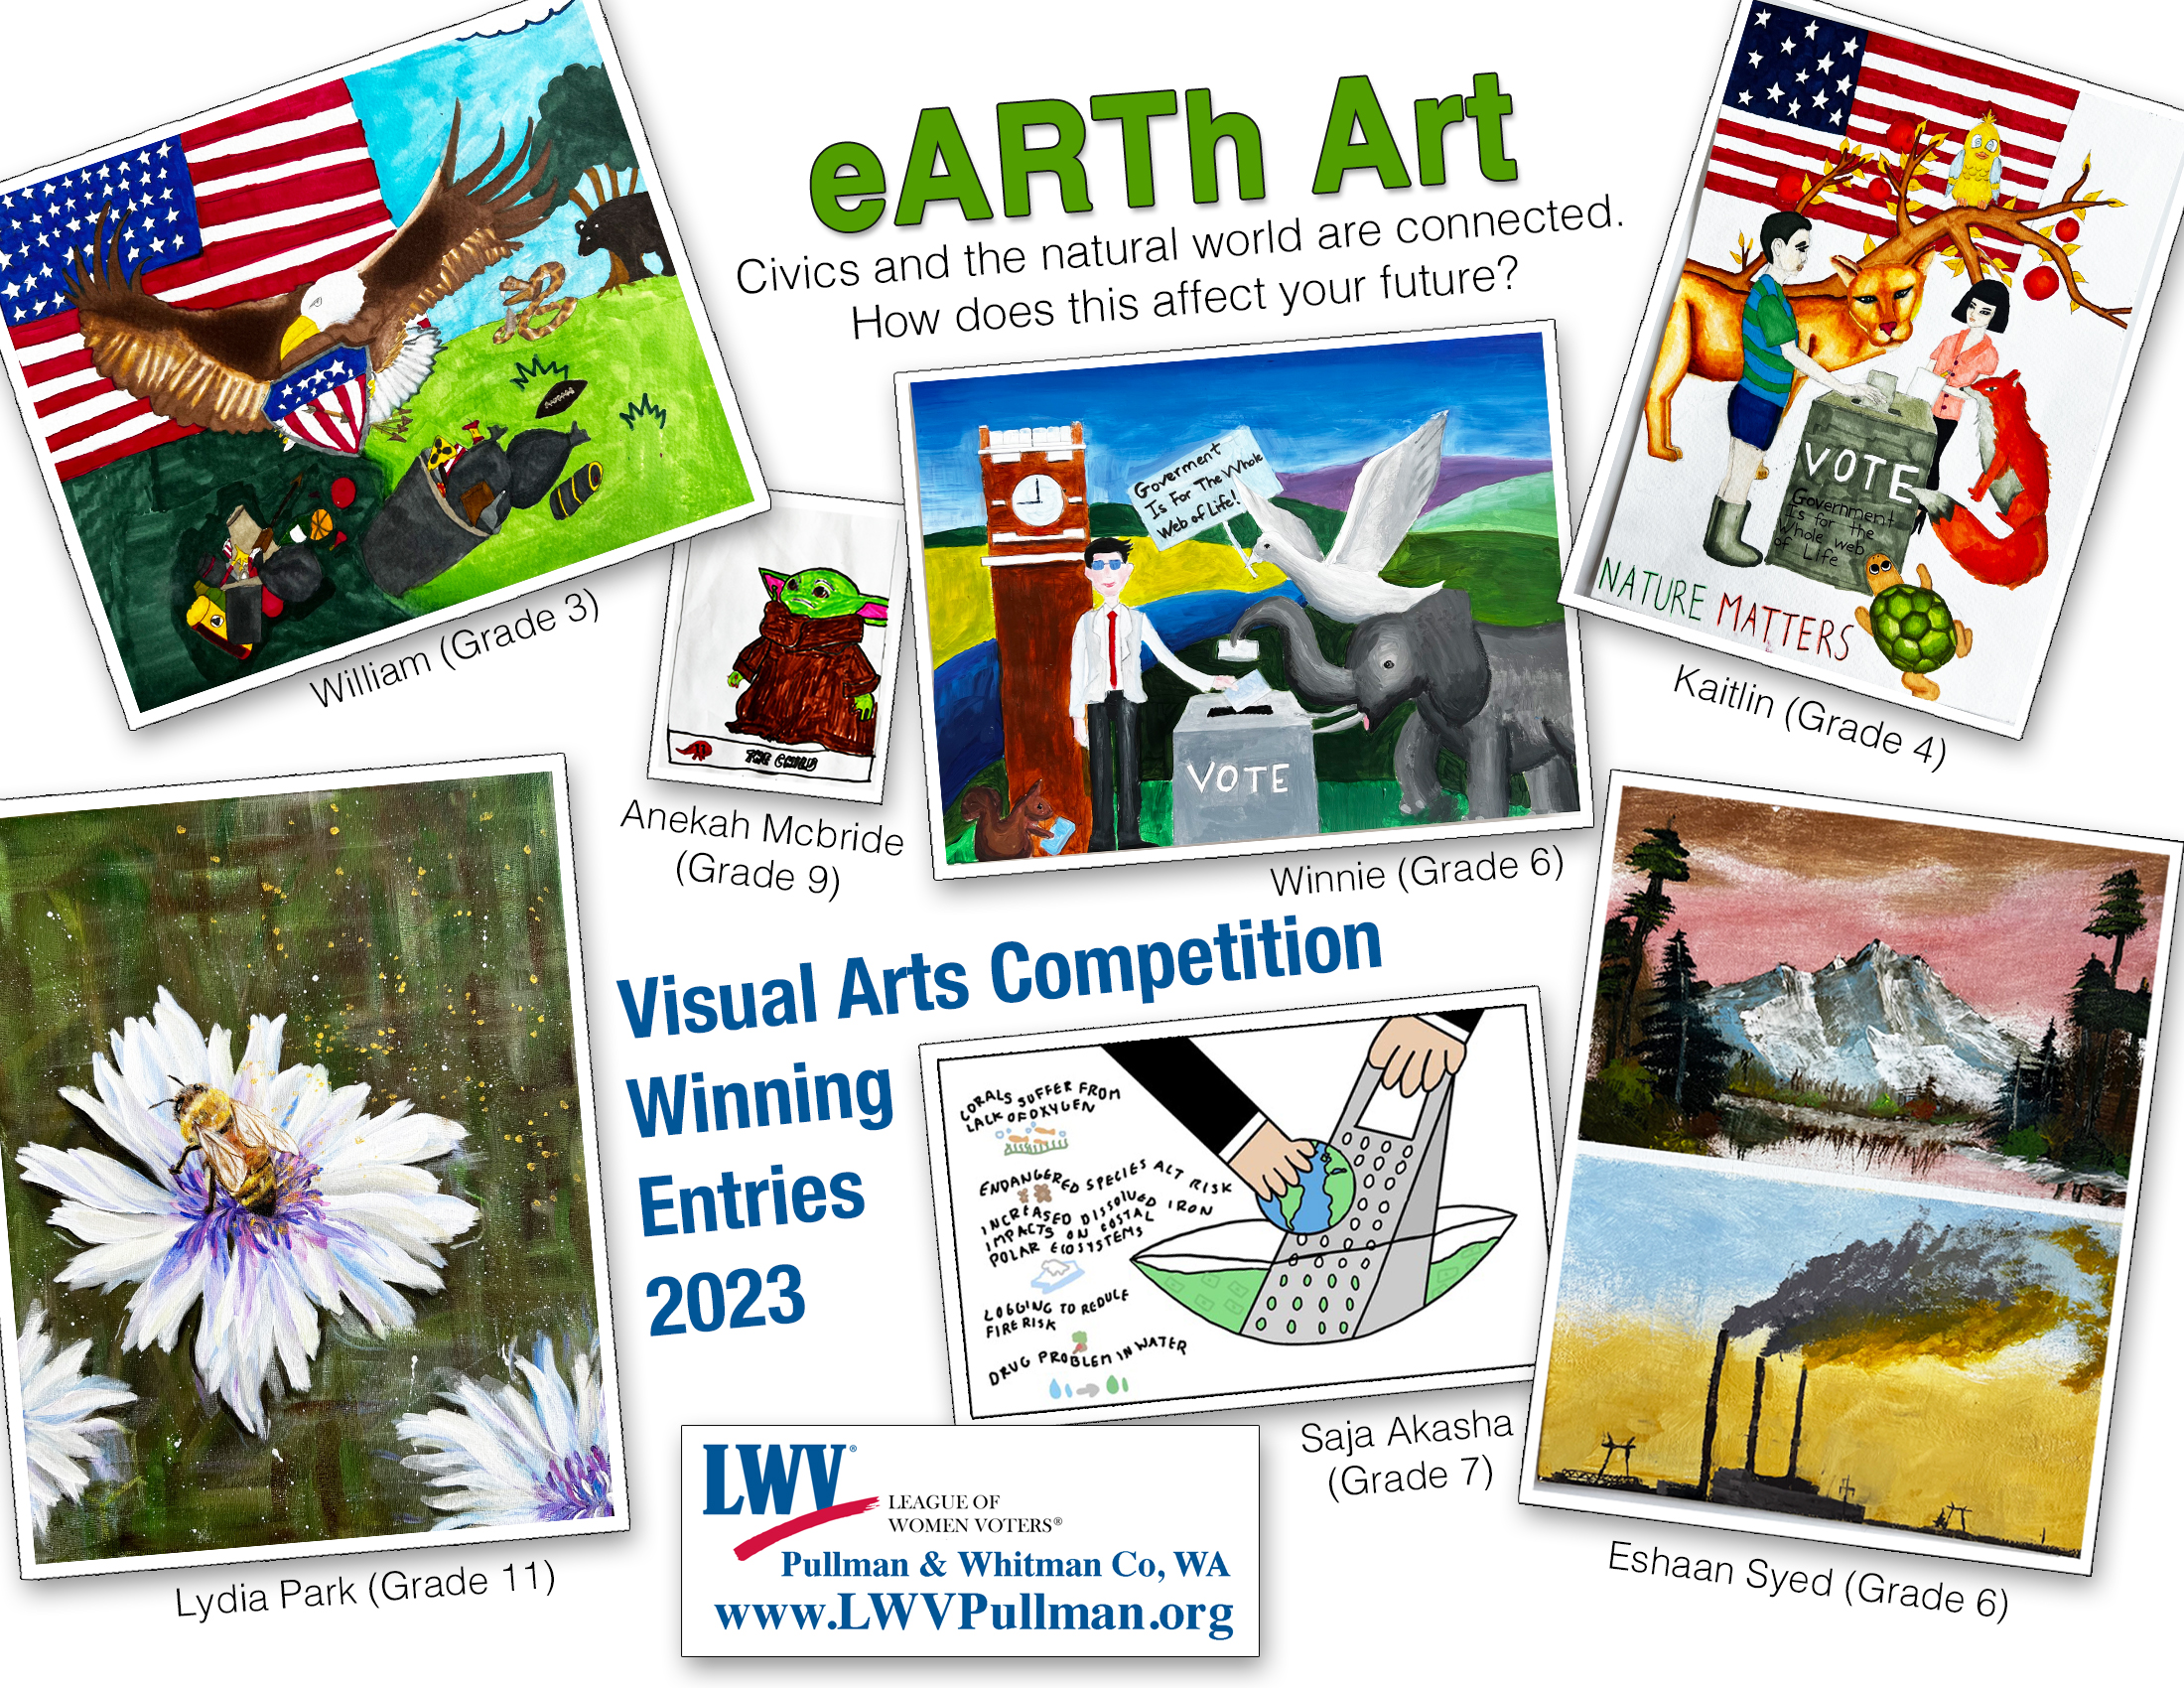 eARTh Art
Civics and the natural world are connected.
How does this affect your future?
William (Grade 3)
THE CHILD
Anekah Mcbride
(Grade 9)
Goverment
Is For The Whole
Web of Life!
VOTE
Winnie (Grade 6)
VOTE
Government
Is for the
Whole web
of Life
NATURE MATTERS
Kaitlin (Grade 4)
Visual Arts Competition
Winning
Entries
2023
Lydia Park (Grade 11)
CORALS SUFFER FROM
LACK OF OXYGEN
ENDANGERED SPECIES ACT RISK
INCREASED DISSOLVED IRON
IMPACTS ON COSTAL
POLAR ECOSYSTEMS
LOGGING TO REDUCE
FIRE RISK
DRUG PROBLEM IN WATER
Saja Akasha
(Grade 7)
Eshaan Syed (Grade 6)
LWV®
LEAGUE OF
WOMEN VOTERS®
Pullman & Whitman Co, WA
www.LWVPullman.org